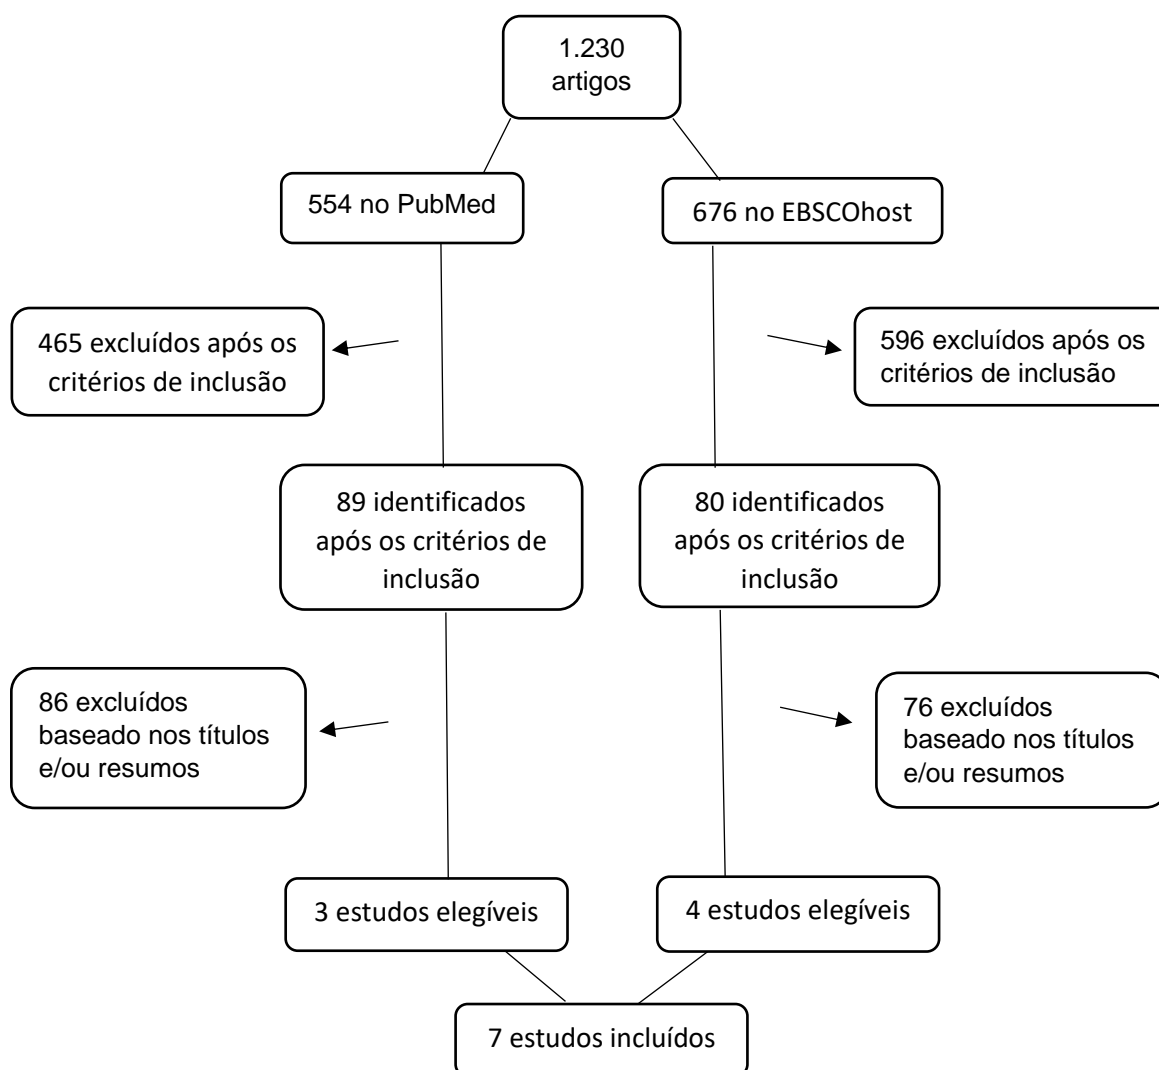 1.230
artigos
554 no PubMed
676 no EBSCOhost
465 excluídos após os
critérios de inclusão
596 excluídos após os
critérios de inclusão
89 identificados
após os critérios de
inclusão
80 identificados
após os critérios de
inclusão
86 excluídos
baseado nos títulos
e/ou resumos
76 excluídos
baseado nos títulos
e/ou resumos
3 estudos elegíveis
4 estudos elegíveis
7 estudos incluídos